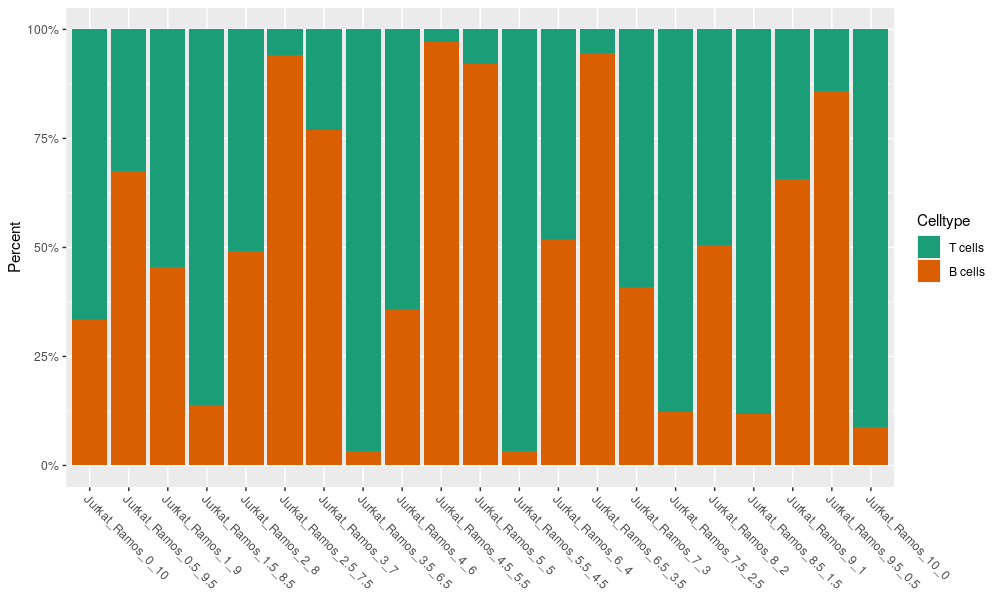 100%
75%
50%
25%
0%
Percent
Jurkat_Ramos_0_10
Jurkat_Ramos_0.5_9.5
Jurkat_Ramos_1_9
Jurkat_Ramos_1.5_8.5
Jurkat_Ramos_2_8
Jurkat_Ramos_2.5_7.5
Jurkat_Ramos_3_7
Jurkat_Ramos_3.5_6.5
Jurkat_Ramos_4_6
Jurkat_Ramos_4.5_5.5
Jurkat_Ramos_5_5
Jurkat_Ramos_5.5_4.5
Jurkat_Ramos_6_4
Jurkat_Ramos_6.5_3.5
Jurkat_Ramos_7_3
Jurkat_Ramos_7.5_2.5
Jurkat_Ramos_8_2
Jurkat_Ramos_8.5_1.5
Jurkat_Ramos_9_1
Jurkat_Ramos_9.5_0.5
Jurkat_Ramos_10_0
Celltype
T cells
B cells